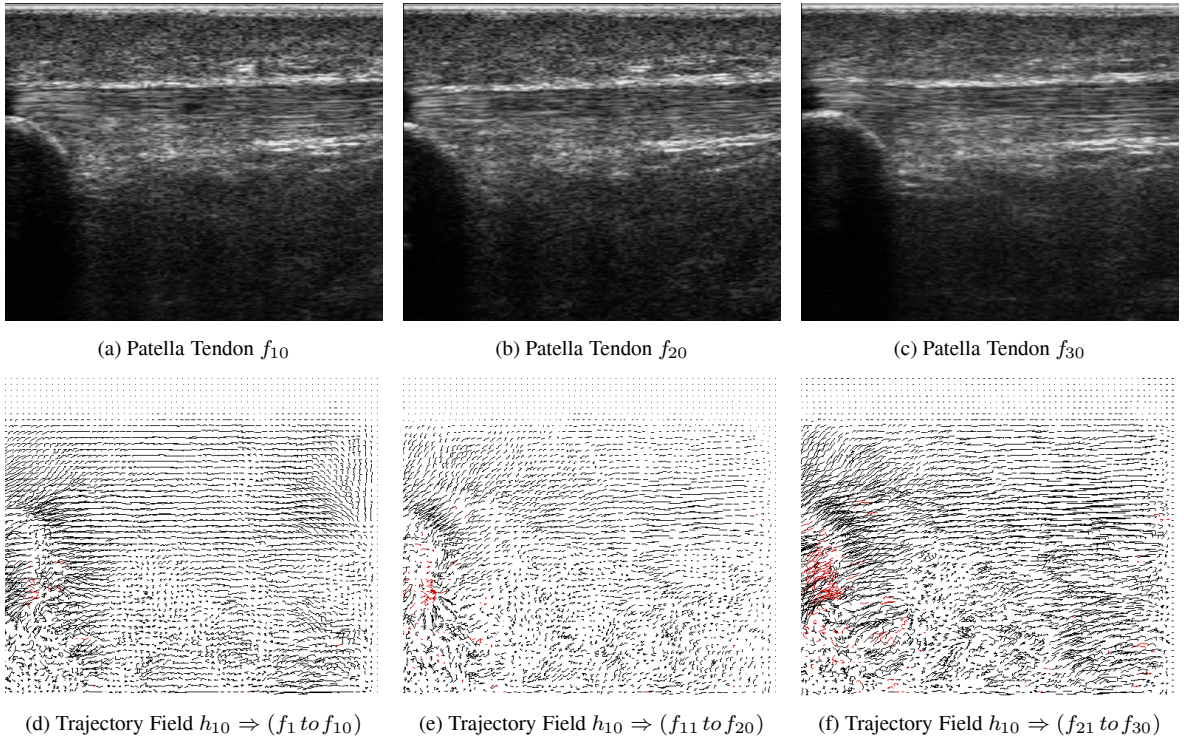 (a) Patella Tendon f₁₀
(b) Patella Tendon f₂₀
(c) Patella Tendon f₃₀
(d) Trajectory Field h₁₀ ⇒ (f₁ to f₁₀)
(e) Trajectory Field h₁₀ ⇒ (f₁₁ to f₂₀)
(f) Trajectory Field h₁₀ ⇒ (f₂₁ to f₃₀)